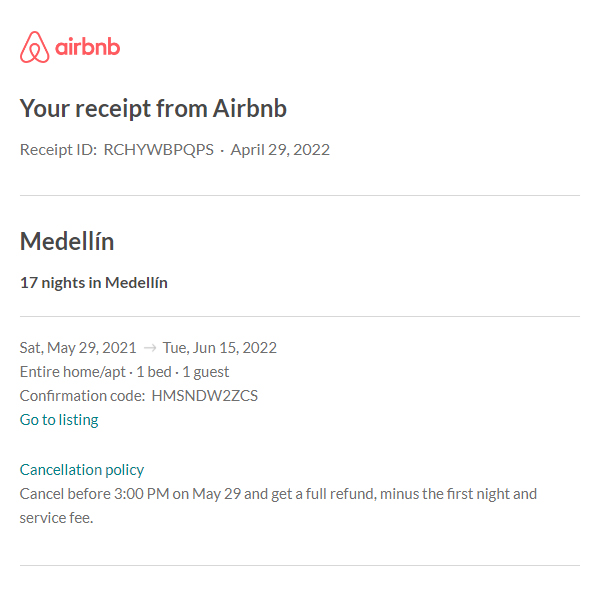 airbnb
Your receipt from Airbnb
Receipt ID: RCHYWBPQPS · April 29, 2022
Medellín
17 nights in Medellín
Sat, May 29, 2021 → Tue, Jun 15, 2022
Entire home/apt · 1 bed · 1 guest
Confirmation code: HMSNDW2ZCS
Go to listing
Cancellation policy
Cancel before 3:00 PM on May 29 and get a full refund, minus the first night and
service fee.